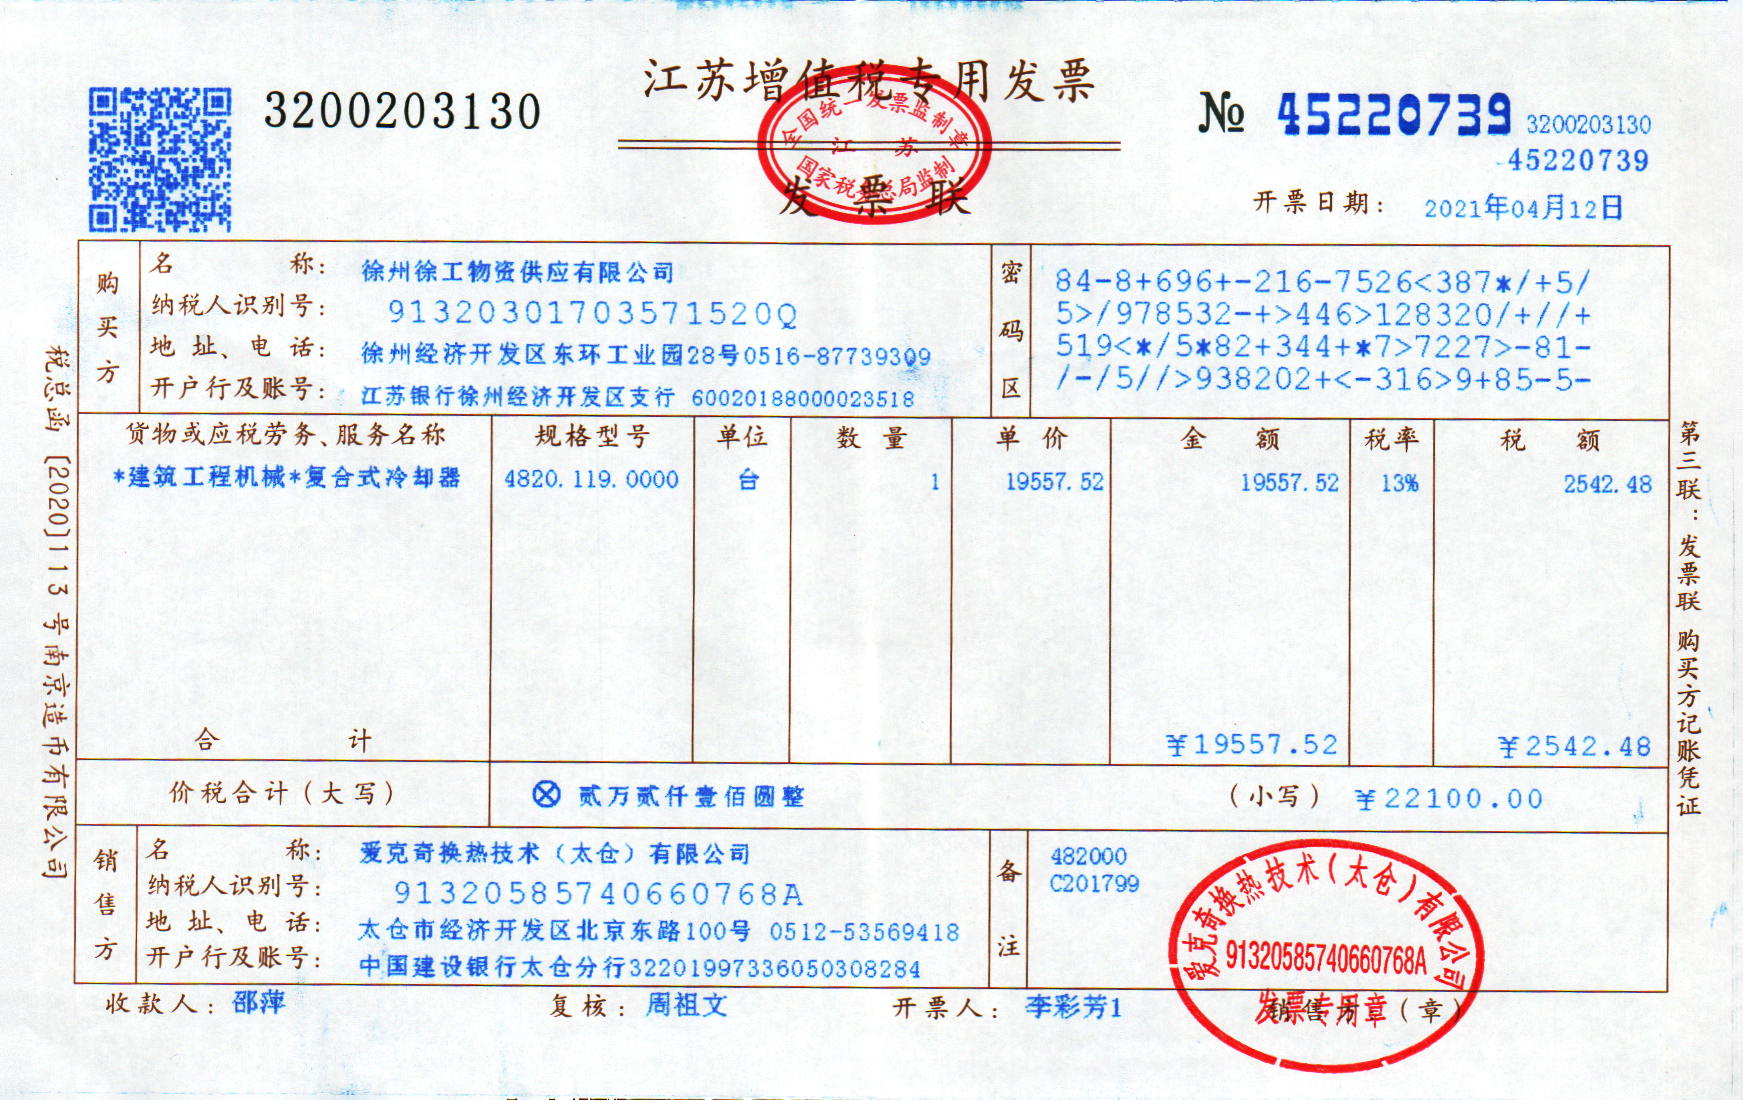 江苏增值税专用发票
3200203130
全国统一发票监制章
江苏
国家税务总局监制
发票联
№ 45220739
3200203130
45220739
开票日期： 2021年04月12日
购买方
名称： 徐州徐工物资供应有限公司
纳税人识别号： 91320301703571520Q
地址、电话： 徐州经济开发区东环工业园28号0516-87739309
开户行及账号： 江苏银行徐州经济开发区支行 60020188000023518
密码区
84-8+696+-216-7526<387*/+5/
5>/978532-+>446>128320/+//+
519<*/5*82+344+*7>7227>-81-
/-/5//>938202+<-316>9+85-5-
货物或应税劳务、服务名称 规格型号 单位 数量 单价 金额 税率 税额
*建筑工程机械*复合式冷却器 4820.119.0000 台 1 19557.52 19557.52 13% 2542.48
合计 ￥19557.52 ￥2542.48
价税合计（大写） ⊗贰万贰仟壹佰圆整 （小写） ￥22100.00
销售方
名称： 爱克奇换热技术（太仓）有限公司
纳税人识别号： 91320585740660768A
地址、电话： 太仓市经济开发区北京东路100号 0512-53569418
开户行及账号： 中国建设银行太仓分行32201997336050308284
备注
482000
C201799
爱克奇换热技术（太仓）有限公司
91320585740660768A
发票专用章
收款人：邵萍 复核：周祖文 开票人：李彩芳1 销售方：（章）
税总函[2020]113号南京造币有限公司
第三联：发票联 购买方记账凭证